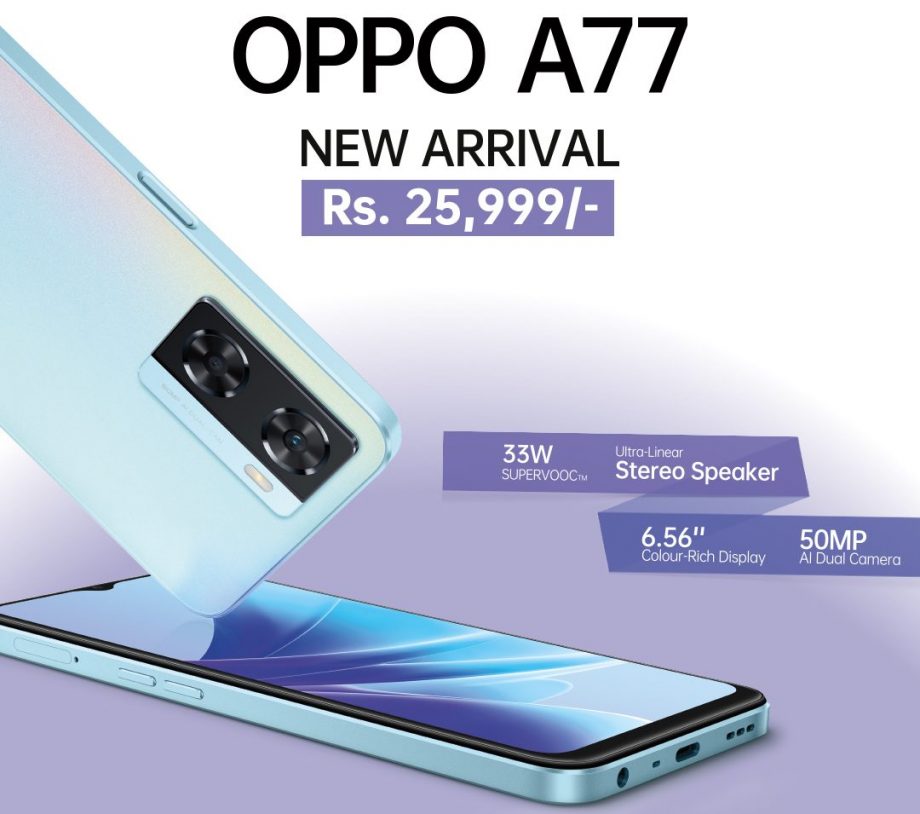 OPPO A77
NEW ARRIVAL
Rs. 25,999/-
33W
SUPERVOOC™
Ultra-Linear
Stereo Speaker
6.56"
Colour-Rich Display
50MP
AI Dual Camera